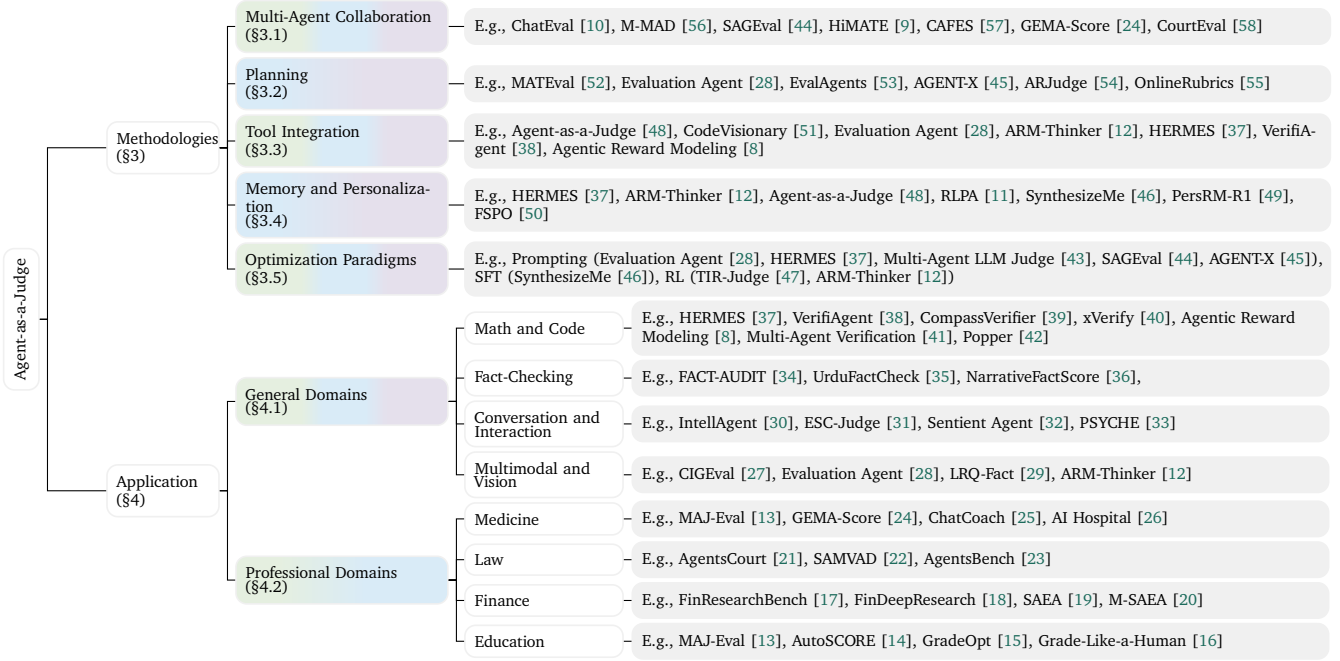 Agent-as-a-Judge
Methodologies
(§3)
Multi-Agent Collaboration
(§3.1)
E.g., ChatEval [10], M-MAD [56], SAGEval [44], HiMATE [9], CAFES [57], GEMA-Score [24], CourtEval [58]
Planning
(§3.2)
E.g., MATEval [52], Evaluation Agent [28], EvalAgents [53], AGENT-X [45], ARJudge [54], OnlineRubrics [55]
Tool Integration
(§3.3)
E.g., Agent-as-a-Judge [48], CodeVisionary [51], Evaluation Agent [28], ARM-Thinker [12], HERMES [37], VerifiA-
gent [38], Agentic Reward Modeling [8]
Memory and Personaliza-
tion
(§3.4)
E.g., HERMES [37], ARM-Thinker [12], Agent-as-a-Judge [48], RLPA [11], SynthesizeMe [46], PersRM-R1 [49],
FSPO [50]
Optimization Paradigms
(§3.5)
E.g., Prompting (Evaluation Agent [28], HERMES [37], Multi-Agent LLM Judge [43], SAGEval [44], AGENT-X [45]),
SFT (SynthesizeMe [46]), RL (TIR-Judge [47], ARM-Thinker [12])
Application
(§4)
General Domains
(§4.1)
Math and Code
E.g., HERMES [37], VerifiAgent [38], CompassVerifier [39], xVerify [40], Agentic Reward
Modeling [8], Multi-Agent Verification [41], Popper [42]
Fact-Checking
E.g., FACT-AUDIT [34], UrduFactCheck [35], NarrativeFactScore [36],
Conversation and
Interaction
E.g., IntellAgent [30], ESC-Judge [31], Sentient Agent [32], PSYCHE [33]
Multimodal and
Vision
E.g., CIGEval [27], Evaluation Agent [28], LRQ-Fact [29], ARM-Thinker [12]
Professional Domains
(§4.2)
Medicine
E.g., MAJ-Eval [13], GEMA-Score [24], ChatCoach [25], AI Hospital [26]
Law
E.g., AgentsCourt [21], SAMVAD [22], AgentsBench [23]
Finance
E.g., FinResearchBench [17], FinDeepResearch [18], SAEA [19], M-SAEA [20]
Education
E.g., MAJ-Eval [13], AutoSCORE [14], GradeOpt [15], Grade-Like-a-Human [16]